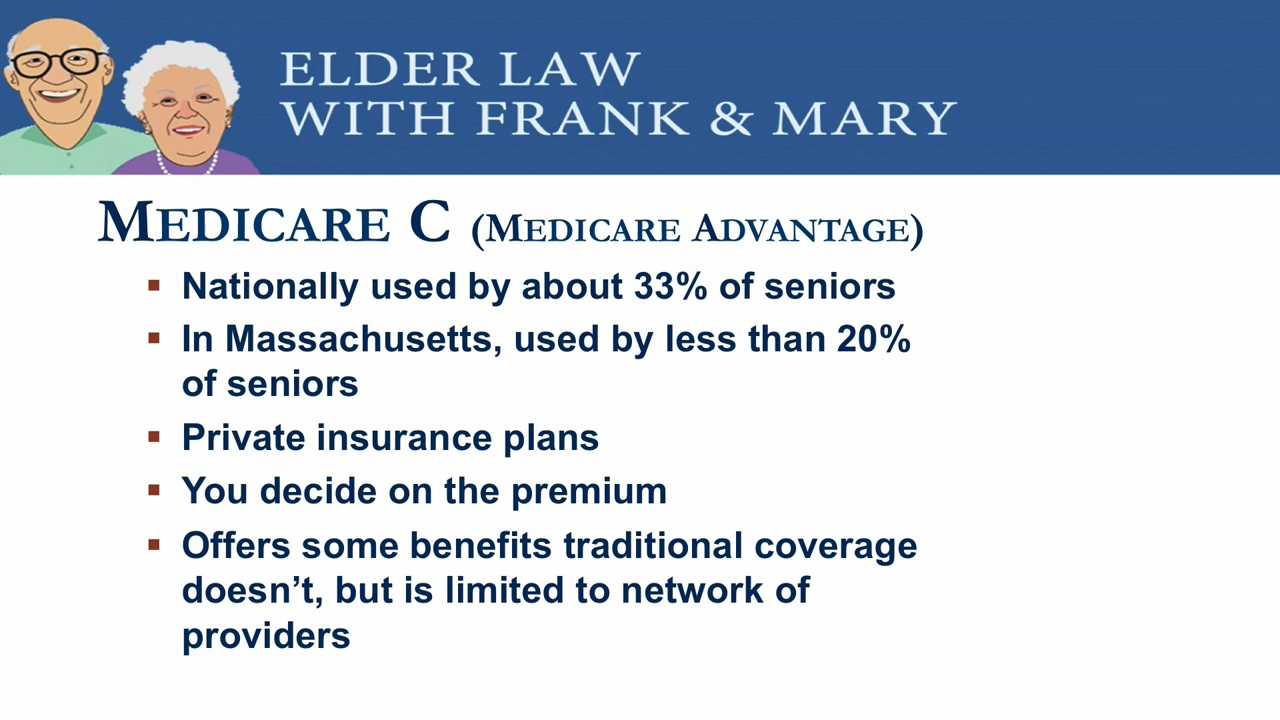 ELDER LAW
WITH FRANK & MARY
MEDICARE C (MEDICARE ADVANTAGE)
▪ Nationally used by about 33% of seniors
▪ In Massachusetts, used by less than 20%
of seniors
▪ Private insurance plans
▪ You decide on the premium
▪ Offers some benefits traditional coverage
doesn’t, but is limited to network of
providers